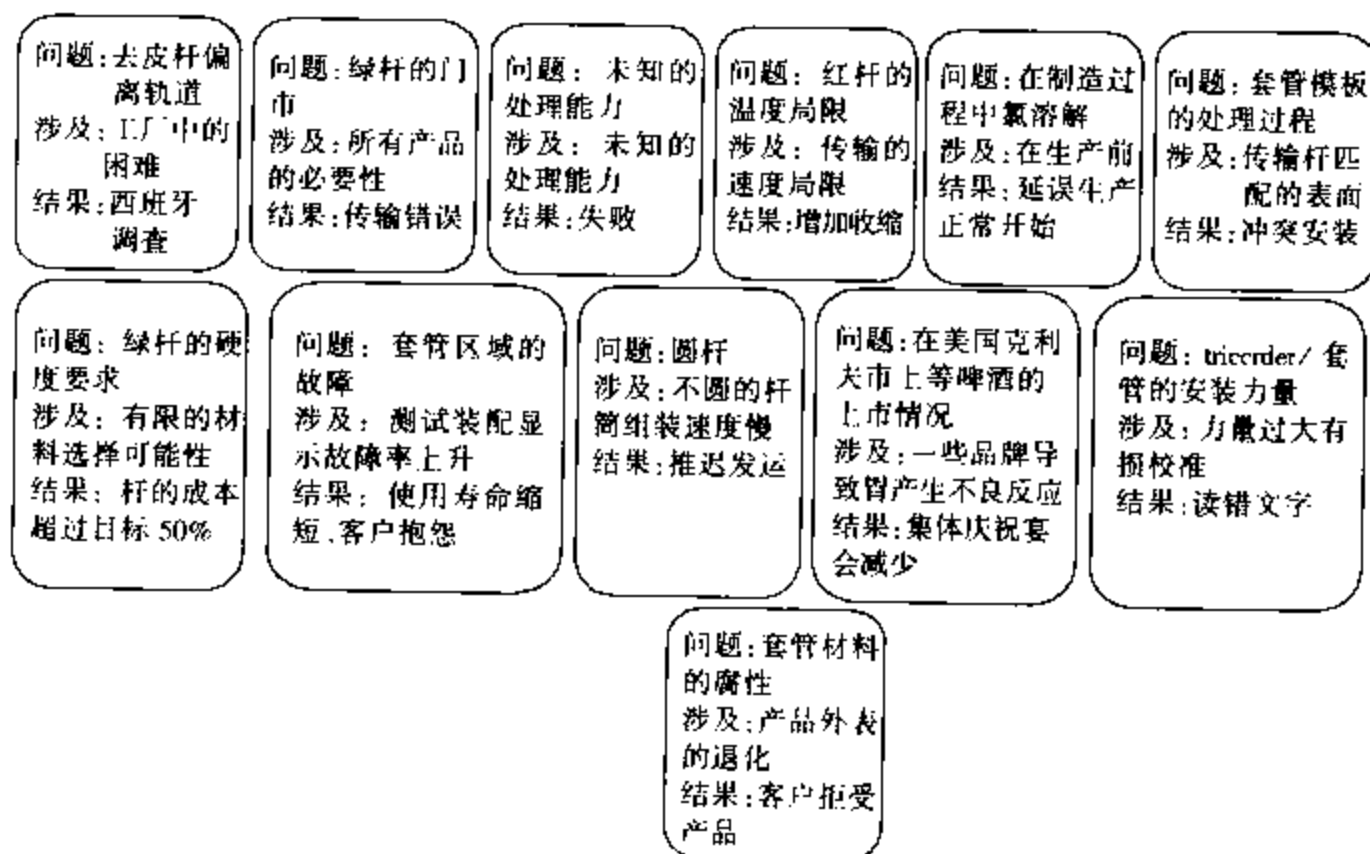 问题:去皮杆偏
离轨道
涉及:工厂中的
困难
结果:西班牙
调查
问题:绿杆的门
市
涉及:所有产品
的必要性
结果:传输错误
问题: 未知的
处理能力
涉及: 未知的
处理能力
结果:失败
问题: 红杆的
温度局限
涉及: 传输的
速度局限
结果:增加收缩
问题:在制造过
程中氯溶解
涉及:在生产前
结果:延误生产
正常开始
问题: 套管模板
的处理过程
涉及:传输杆匹
配的表面
结果:冲突安装
问题: 绿杆的硬
度要求
涉及: 有限的材
料选择可能性
结果: 杆的成本
超过目标 50%
问题: 套管区域的
故障
涉及: 测试装配显
示故障率上升
结果: 使用寿命缩
短、客户抱怨
问题:圆杆
涉及:不圆的杆
筒组装速度慢
结果:推迟发运
问题:在美国克利
夫市上等啤酒的
上市情况
涉及:一些品牌导
致胃产生不良反应
结果:集体庆祝宴
会减少
问题: tricorder/ 套
管的安装力量
涉及: 力量过大有
损校准
结果:读错文字
问题:套管材料
的腐性
涉及:产品外表
的退化
结果:客户拒受
产品